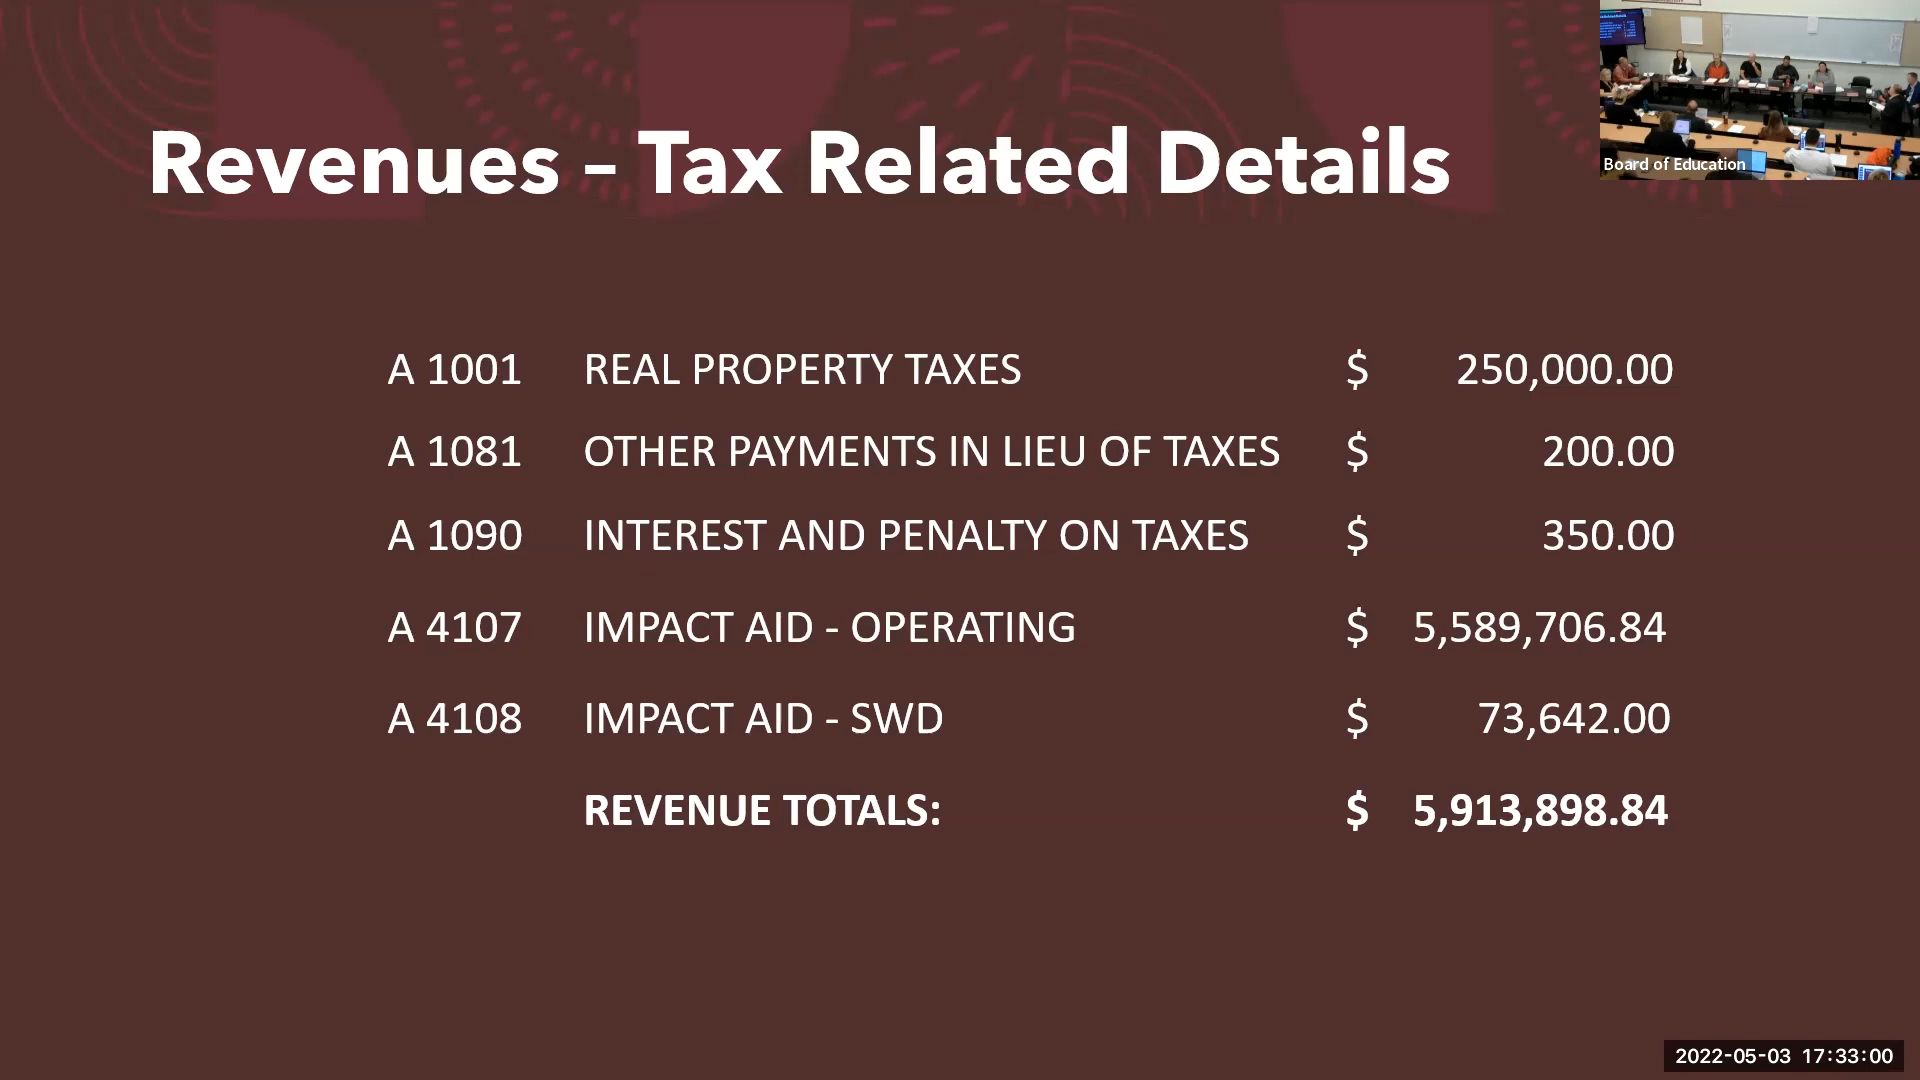 Revenues – Tax Related Details
Board of Education
A 1001 REAL PROPERTY TAXES $ 250,000.00
A 1081 OTHER PAYMENTS IN LIEU OF TAXES $ 200.00
A 1090 INTEREST AND PENALTY ON TAXES $ 350.00
A 4107 IMPACT AID - OPERATING $ 5,589,706.84
A 4108 IMPACT AID - SWD $ 73,642.00
REVENUE TOTALS: $ 5,913,898.84
2022-05-03 17:33:00